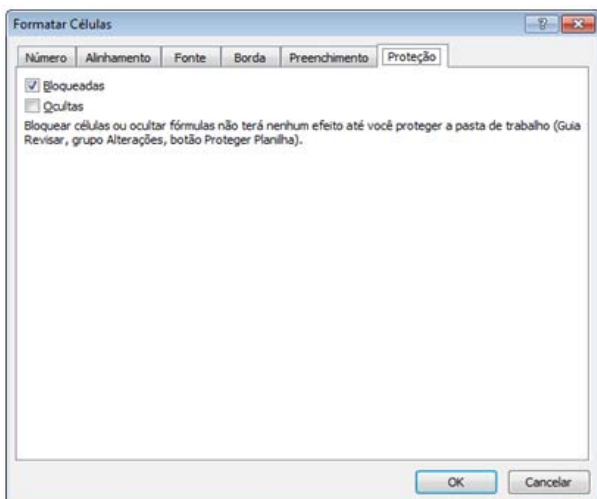 Formatar Células
Número Alinhamento Fonte Borda Preenchimento Proteção
Bloqueadas
Ocultas
Bloquear células ou ocultar fórmulas não terá nenhum efeito até você proteger a pasta de trabalho (Guia
Revisar, grupo Alterações, botão Proteger Planilha).
OK Cancelar